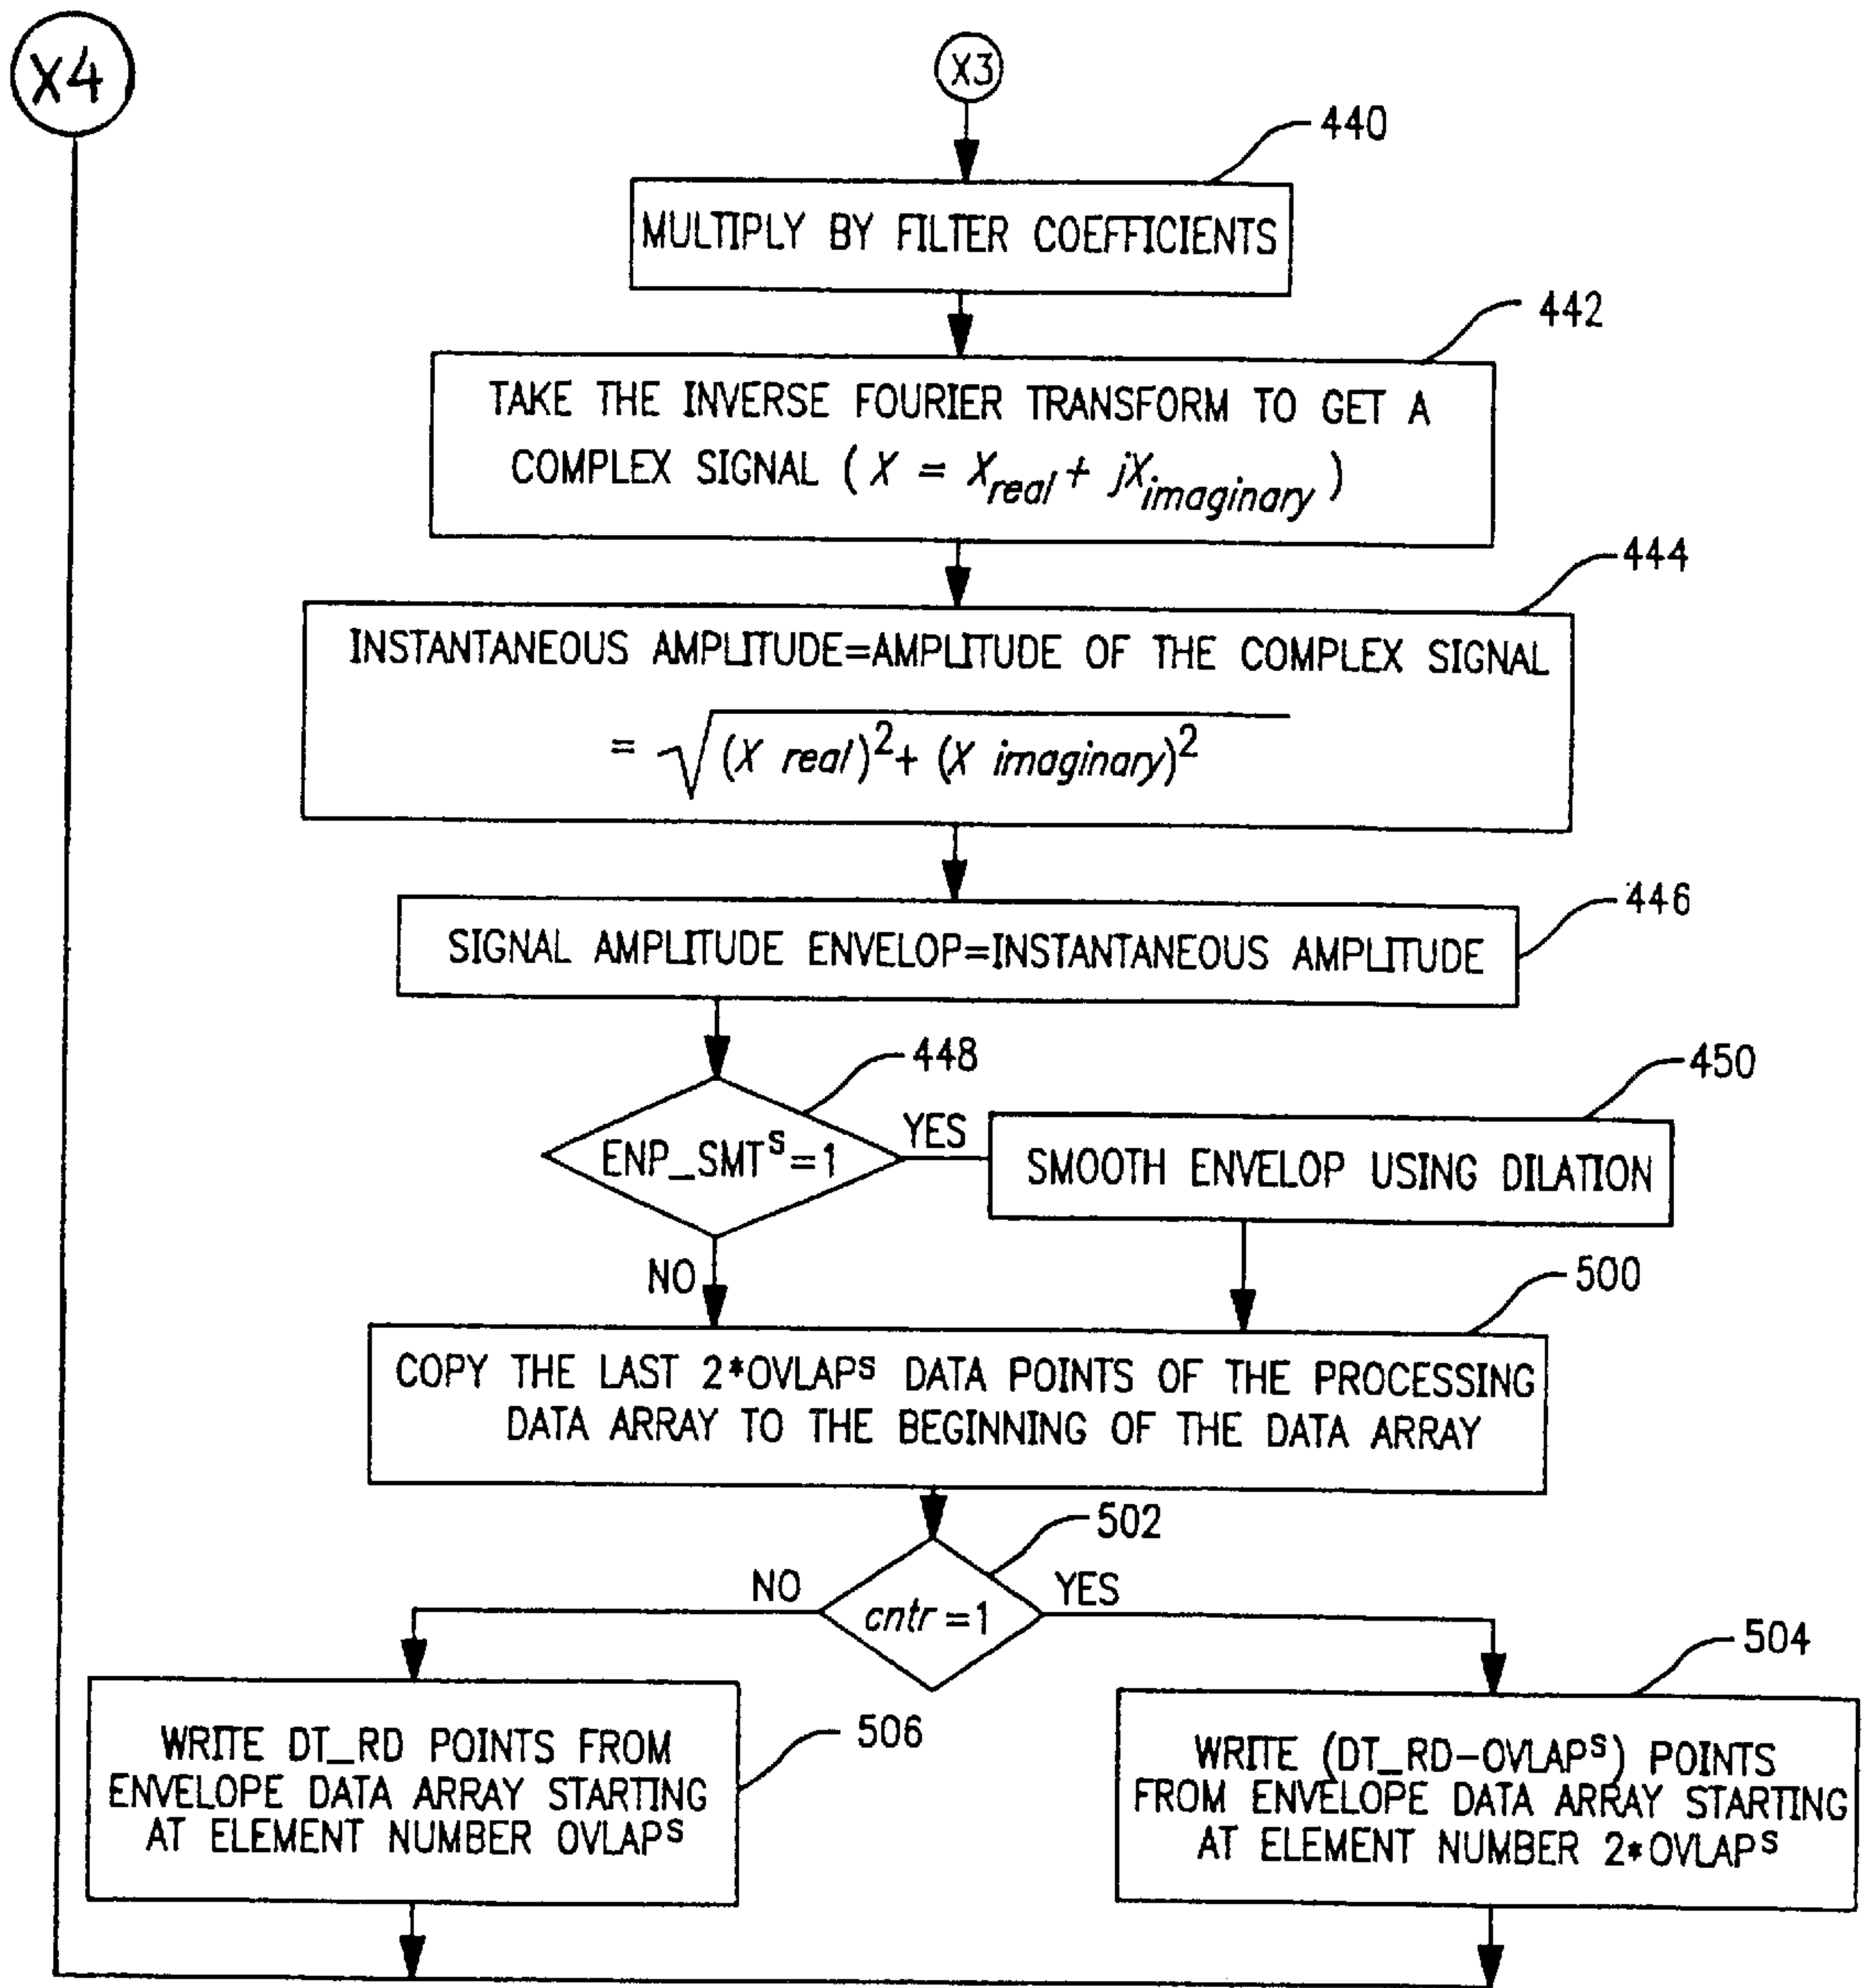 X4
X3
440
MULTIPLY BY FILTER COEFFICIENTS
442
TAKE THE INVERSE FOURIER TRANSFORM TO GET A
COMPLEX SIGNAL ( X = X_real + jX_imaginary )
444
INSTANTANEOUS AMPLITUDE=AMPLITUDE OF THE COMPLEX SIGNAL
= √(X real)² + (X imaginary)²
446
SIGNAL AMPLITUDE ENVELOP=INSTANTANEOUS AMPLITUDE
448
ENP_SMTˢ=1
YES
NO
450
SMOOTH ENVELOP USING DILATION
500
COPY THE LAST 2*OVLAPˢ DATA POINTS OF THE PROCESSING
DATA ARRAY TO THE BEGINNING OF THE DATA ARRAY
502
NO
cntr=1
YES
506
WRITE DT_RD POINTS FROM
ENVELOPE DATA ARRAY STARTING
AT ELEMENT NUMBER OVLAPˢ
504
WRITE (DT_RD-OVLAPˢ) POINTS
FROM ENVELOPE DATA ARRAY STARTING
AT ELEMENT NUMBER 2*OVLAPˢ